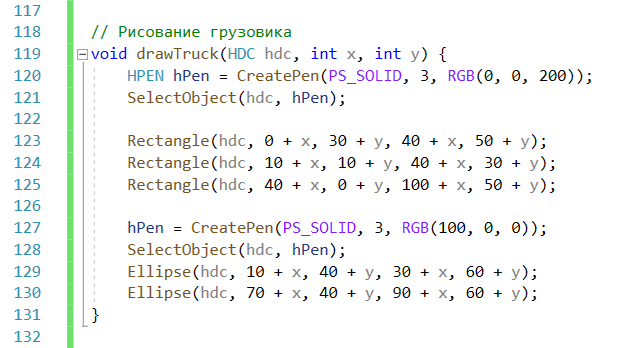 117
118 // Рисование грузовика
119 void drawTruck(HDC hdc, int x, int y) {
120 HPEN hPen = CreatePen(PS_SOLID, 3, RGB(0, 0, 200));
121 SelectObject(hdc, hPen);
122
123 Rectangle(hdc, 0 + x, 30 + y, 40 + x, 50 + y);
124 Rectangle(hdc, 10 + x, 10 + y, 40 + x, 30 + y);
125 Rectangle(hdc, 40 + x, 0 + y, 100 + x, 50 + y);
126
127 hPen = CreatePen(PS_SOLID, 3, RGB(100, 0, 0));
128 SelectObject(hdc, hPen);
129 Ellipse(hdc, 10 + x, 40 + y, 30 + x, 60 + y);
130 Ellipse(hdc, 70 + x, 40 + y, 90 + x, 60 + y);
131 }
132